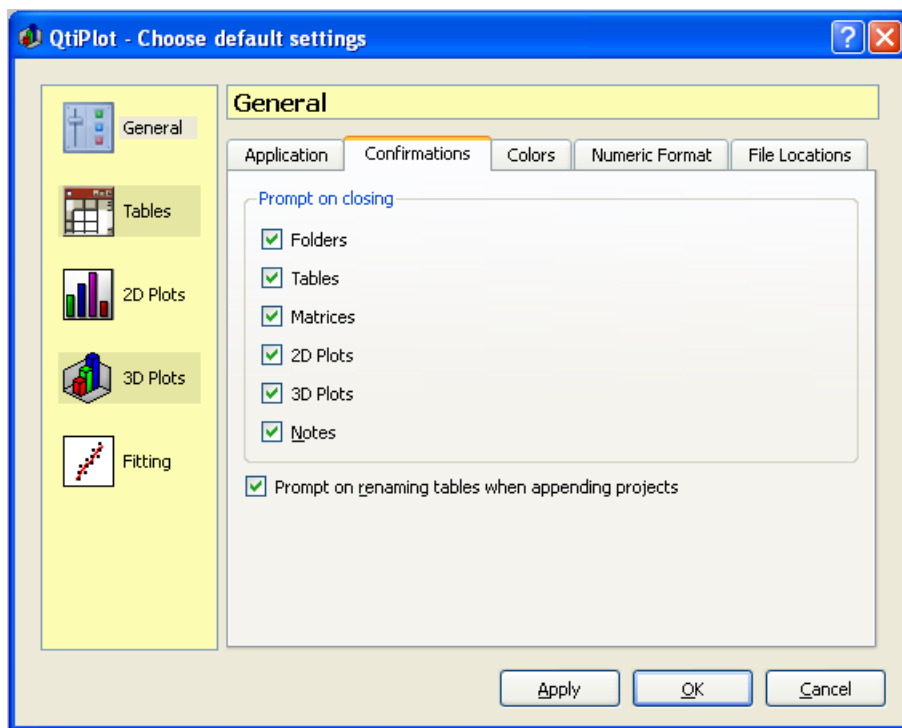 QtiPlot - Choose default settings
General
Tables
2D Plots
3D Plots
Fitting
General
Application Confirmations Colors Numeric Format File Locations
Prompt on closing
Folders
Tables
Matrices
2D Plots
3D Plots
Notes
Prompt on renaming tables when appending projects
Apply OK Cancel